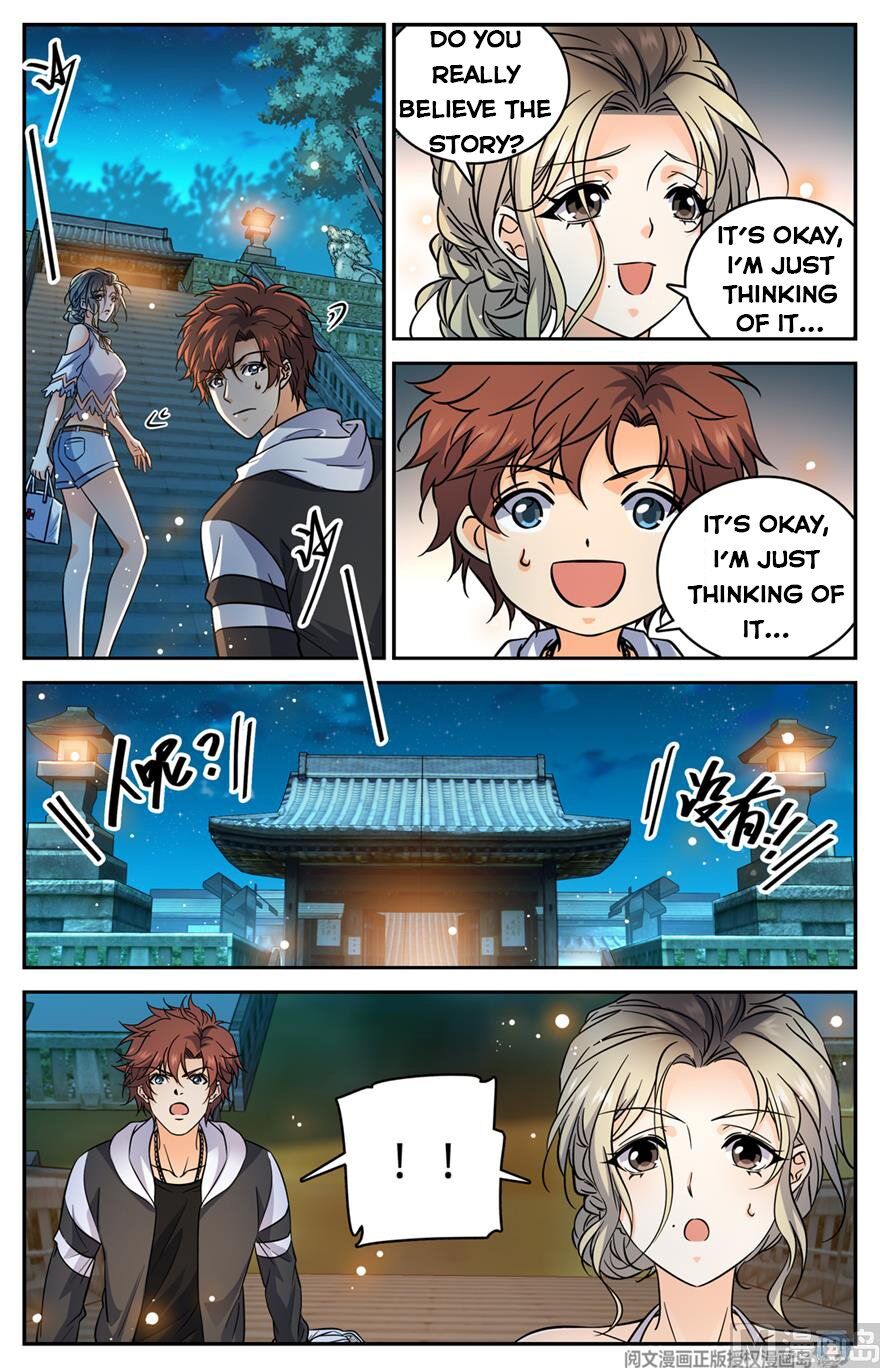 DO YOU
REALLY
BELIEVE THE
STORY?
IT'S OKAY,
I'M JUST
THINKING
OF IT...
IT'S OKAY,
I'M JUST
THINKING OF
IT...
人呢?
没有!!
！！
阅文漫画正版授权漫画岛